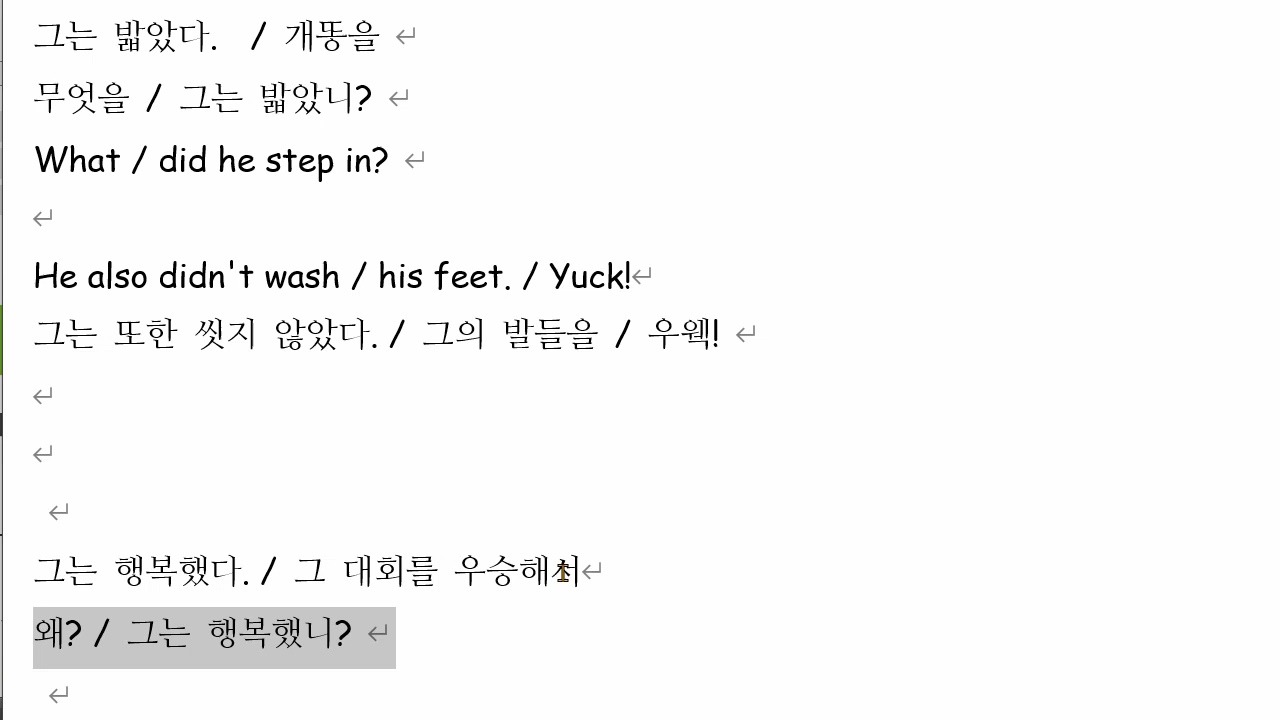 그는 밟았다. / 개똥을
무엇을 / 그는 밟았니?
What / did he step in?
He also didn't wash / his feet. / Yuck!
그는 또한 씻지 않았다. / 그의 발들을 / 우웩!
그는 행복했다. / 그 대회를 우승해서
왜? / 그는 행복했니?